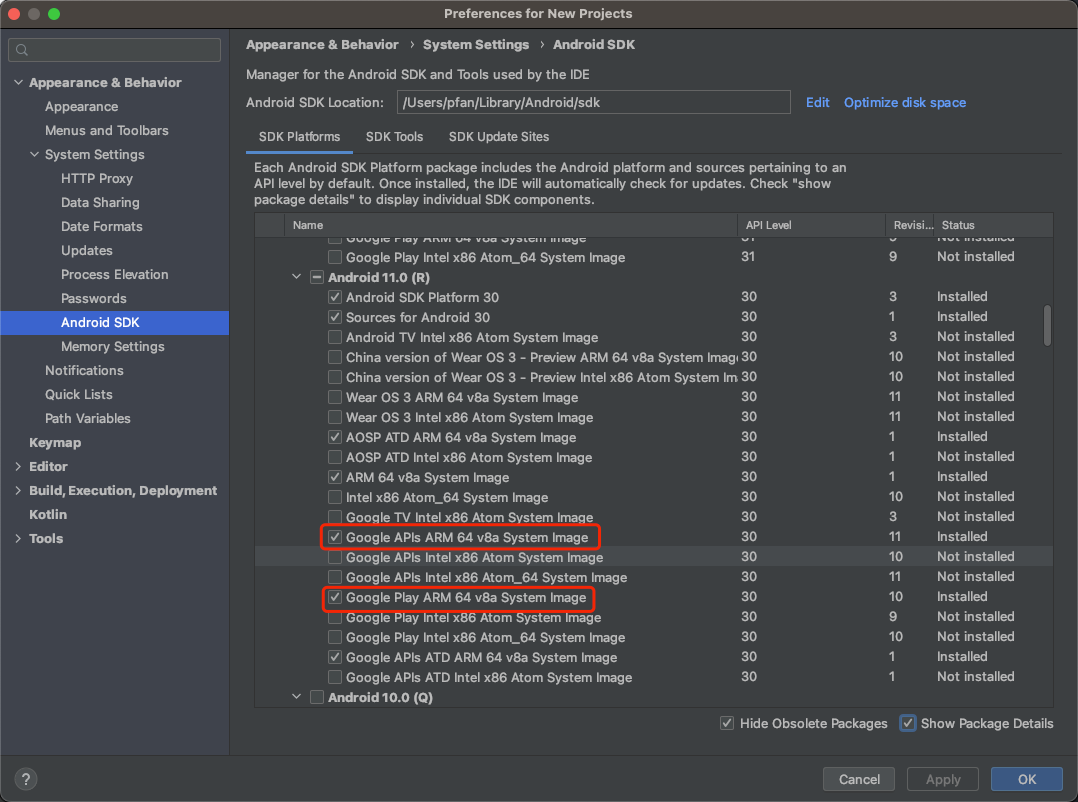 Preferences for New Projects
Appearance & Behavior
Appearance
Menus and Toolbars
System Settings
HTTP Proxy
Data Sharing
Date Formats
Updates
Process Elevation
Passwords
Android SDK
Memory Settings
Notifications
Quick Lists
Path Variables
Keymap
Editor
Build, Execution, Deployment
Kotlin
Tools
Appearance & Behavior › System Settings › Android SDK
Manager for the Android SDK and Tools used by the IDE
Android SDK Location: /Users/pfan/Library/Android/sdk Edit Optimize disk space
SDK Platforms SDK Tools SDK Update Sites
Each Android SDK Platform package includes the Android platform and sources pertaining to an
API level by default. Once installed, the IDE will automatically check for updates. Check "show
package details" to display individual SDK components.
Name API Level Revisi... Status
Google Play ARM 64 v8a System Image 31 9 Not installed
Google Play Intel x86 Atom_64 System Image 31 9 Not installed
Android 11.0 (R)
Android SDK Platform 30 30 3 Installed
Sources for Android 30 30 1 Installed
Android TV Intel x86 Atom System Image 30 3 Not installed
China version of Wear OS 3 - Preview ARM 64 v8a System Imag 30 10 Not installed
China version of Wear OS 3 - Preview Intel x86 Atom System Im 30 10 Not installed
Wear OS 3 ARM 64 v8a System Image 30 11 Not installed
Wear OS 3 Intel x86 Atom System Image 30 11 Not installed
AOSP ATD ARM 64 v8a System Image 30 1 Installed
AOSP ATD Intel x86 Atom System Image 30 1 Not installed
ARM 64 v8a System Image 30 1 Installed
Intel x86 Atom_64 System Image 30 10 Not installed
Google TV Intel x86 Atom System Image 30 3 Not installed
Google APIs ARM 64 v8a System Image 30 11 Installed
Google APIs Intel x86 Atom System Image 30 10 Not installed
Google APIs Intel x86 Atom_64 System Image 30 11 Not installed
Google Play ARM 64 v8a System Image 30 10 Installed
Google Play Intel x86 Atom System Image 30 9 Not installed
Google Play Intel x86 Atom_64 System Image 30 10 Not installed
Google APIs ATD ARM 64 v8a System Image 30 1 Installed
Google APIs ATD Intel x86 Atom System Image 30 1 Not installed
Android 10.0 (Q)
Hide Obsolete Packages Show Package Details
? Cancel Apply OK